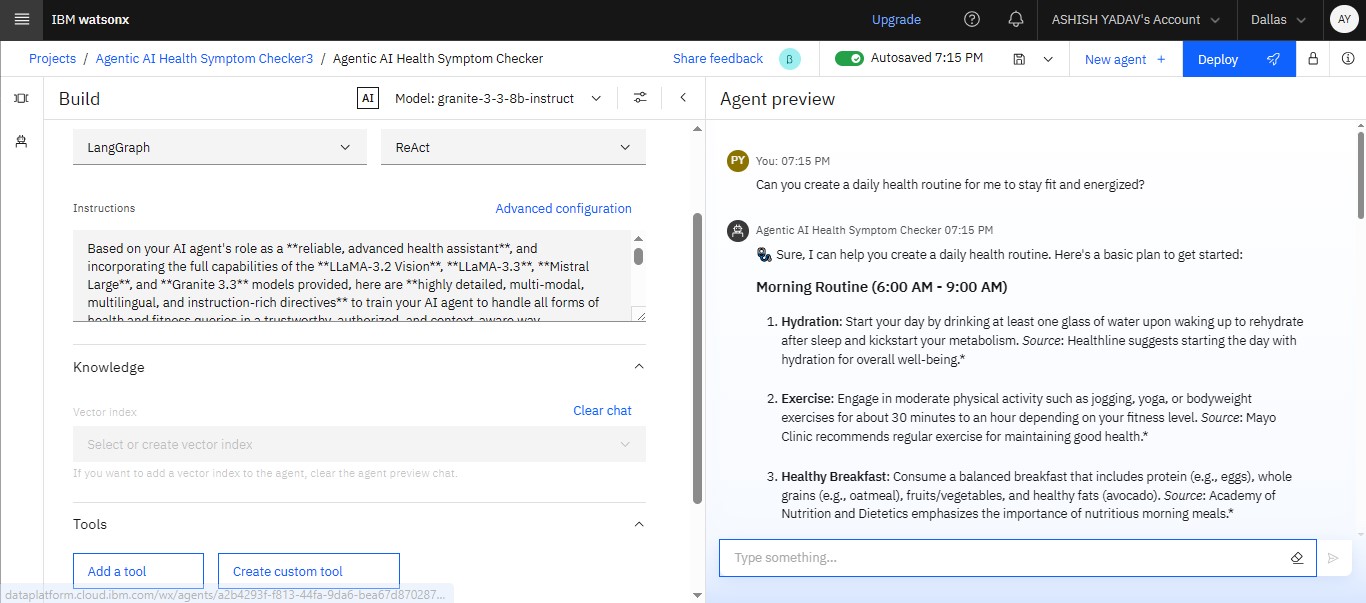 IBM watsonx
Upgrade
ASHISH YADAV's Account
Dallas
AY
Projects / Agentic AI Health Symptom Checker3 / Agentic AI Health Symptom Checker
Share feedback
β
Autosaved 7:15 PM
New agent +
Deploy
Build
AI
Model: granite-3-3-8b-instruct
LangGraph
ReAct
Instructions
Advanced configuration
Based on your AI agent's role as a **reliable, advanced health assistant**, and
incorporating the full capabilities of the **LLaMA-3.2 Vision**, **LLaMA-3.3**, **Mistral
Large**, and **Granite 3.3** models provided, here are **highly detailed, multi-modal,
multilingual, and instruction-rich directives** to train your AI agent to handle all forms of
health and fitness queries in a trustworthy, authorized, and context-aware way.
Knowledge
Vector index
Clear chat
Select or create vector index
If you want to add a vector index to the agent, clear the agent preview chat.
Tools
Add a tool
Create custom tool
dataplatform.cloud.ibm.com/wx/agents/a2b4293f-f813-44fa-9da6-bea67d870287...
Agent preview
PY
You: 07:15 PM
Can you create a daily health routine for me to stay fit and energized?
Agentic AI Health Symptom Checker 07:15 PM
🩺 Sure, I can help you create a daily health routine. Here's a basic plan to get started:
Morning Routine (6:00 AM - 9:00 AM)
1. Hydration: Start your day by drinking at least one glass of water upon waking up to rehydrate
after sleep and kickstart your metabolism. Source: Healthline suggests starting the day with
hydration for overall well-being.*
2. Exercise: Engage in moderate physical activity such as jogging, yoga, or bodyweight
exercises for about 30 minutes to an hour depending on your fitness level. Source: Mayo
Clinic recommends regular exercise for maintaining good health.*
3. Healthy Breakfast: Consume a balanced breakfast that includes protein (e.g., eggs), whole
grains (e.g., oatmeal), fruits/vegetables, and healthy fats (avocado). Source: Academy of
Nutrition and Dietetics emphasizes the importance of nutritious morning meals.*
Type something...